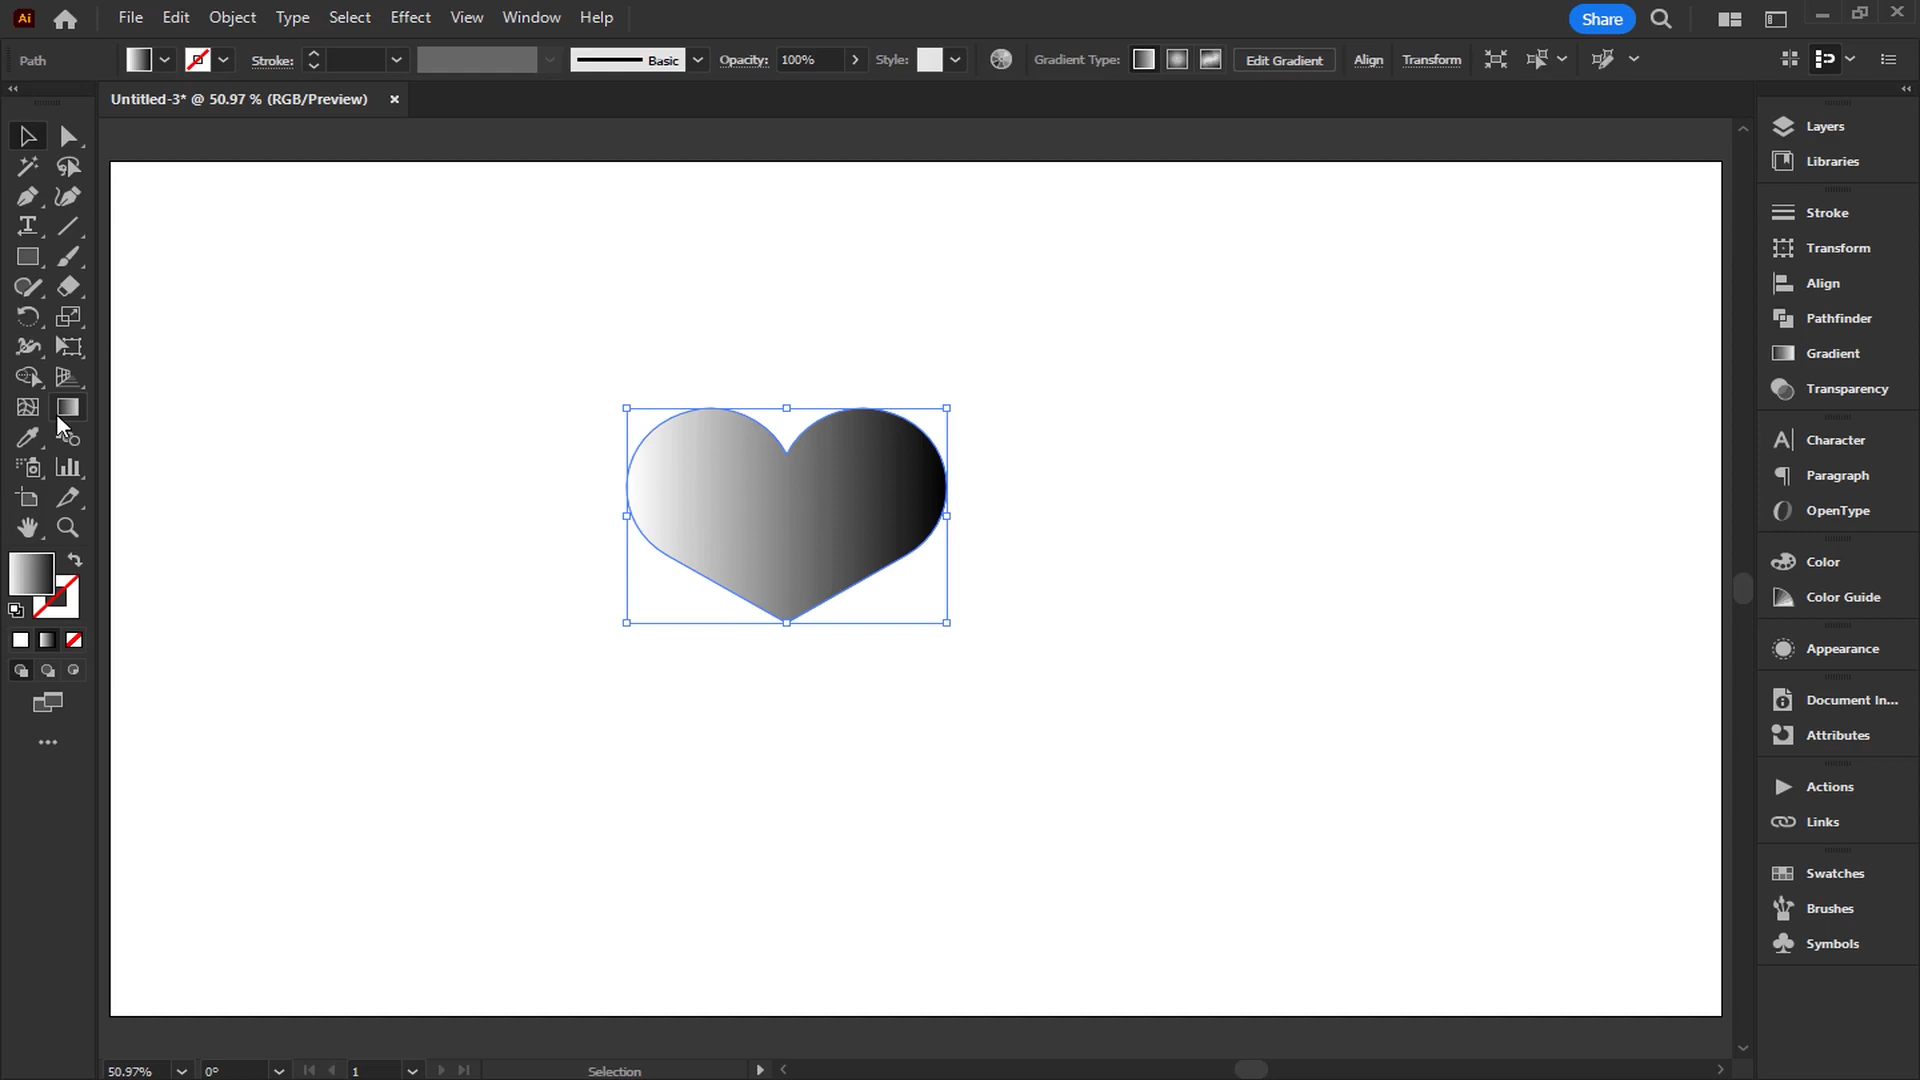 Ai File Edit Object Type Select Effect View Window Help Share
Path Stroke: Basic Opacity: 100% Style: Gradient Type: Edit Gradient Align Transform
Untitled-3* @ 50.97 % (RGB/Preview) ×
Layers
Libraries
Stroke
Transform
Align
Pathfinder
Gradient
Transparency
Character
Paragraph
OpenType
Color
Color Guide
Appearance
Document In...
Attributes
Actions
Links
Swatches
Brushes
Symbols
50.97% 0° 1 Selection